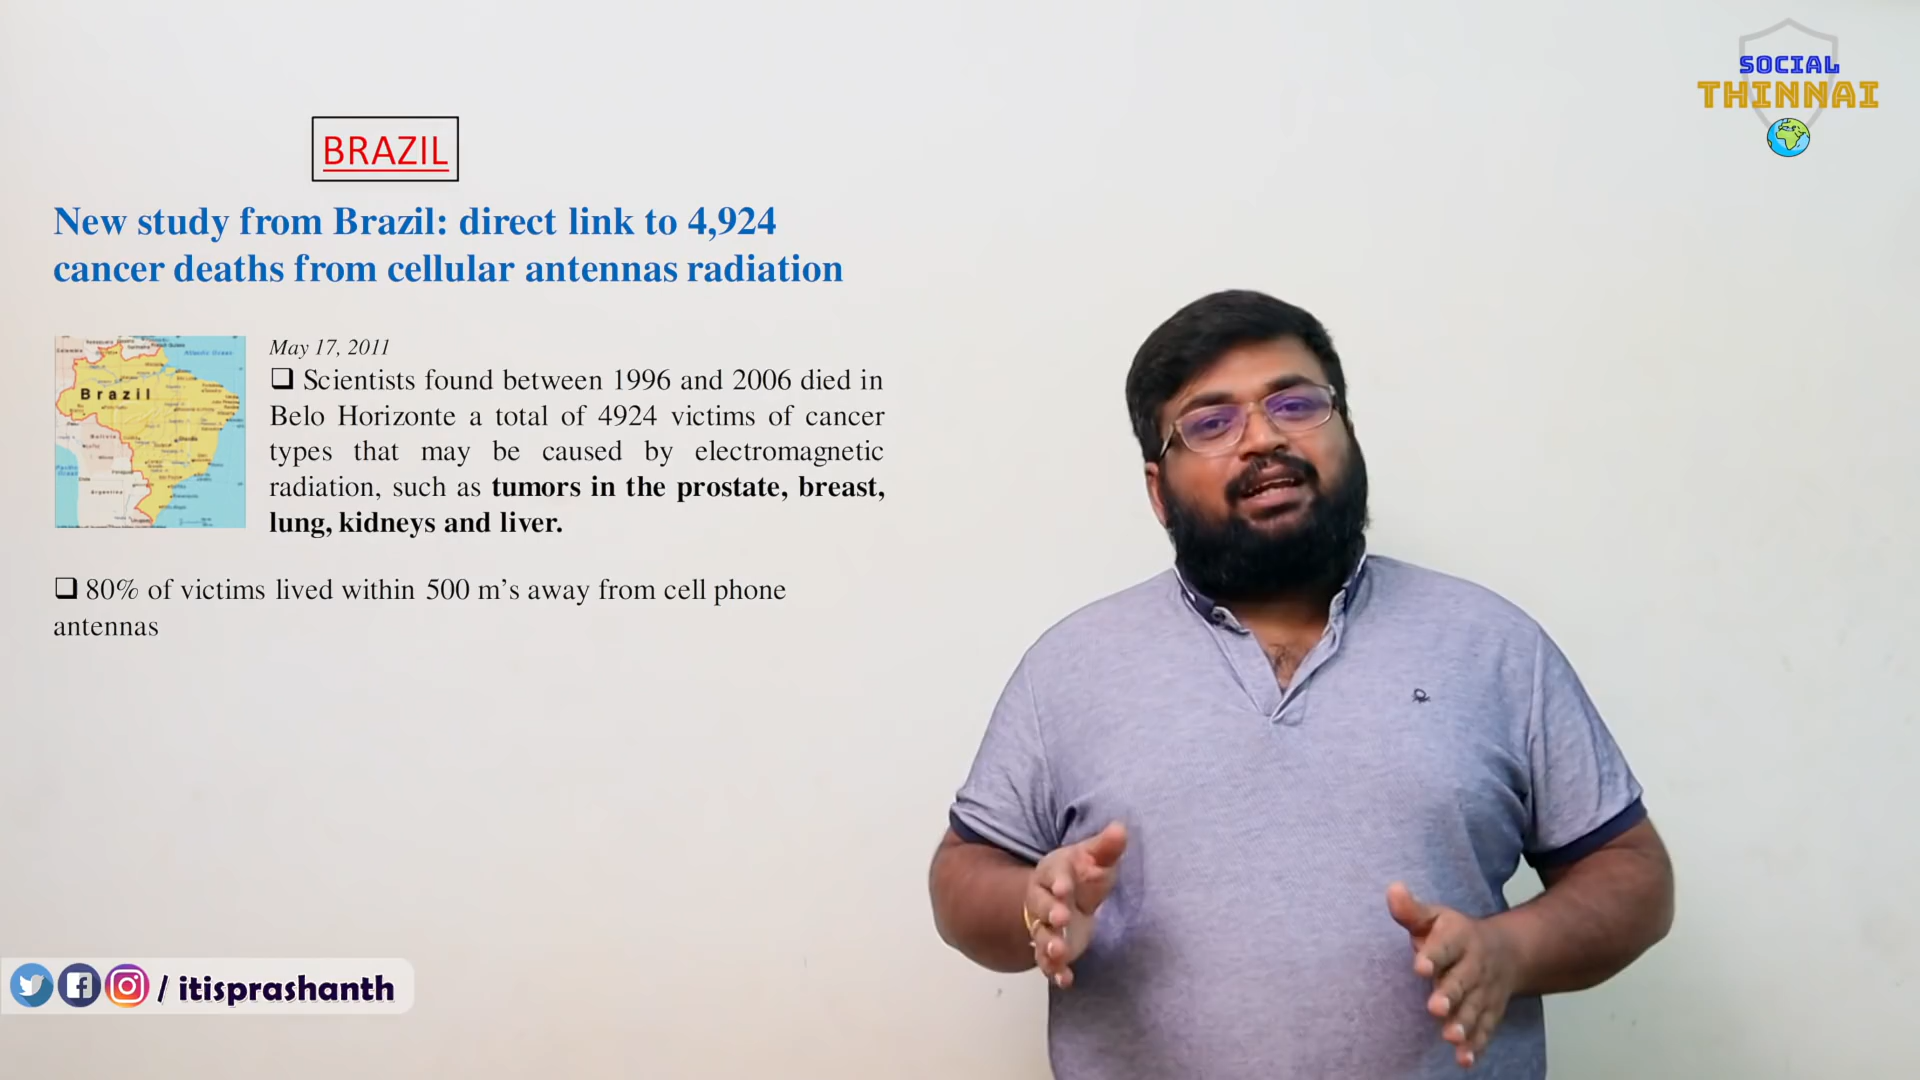 SOCIAL
THINNAI
BRAZIL
New study from Brazil: direct link to 4,924
cancer deaths from cellular antennas radiation
Brazil
May 17, 2011
❑ Scientists found between 1996 and 2006 died in
Belo Horizonte a total of 4924 victims of cancer
types that may be caused by electromagnetic
radiation, such as tumors in the prostate, breast,
lung, kidneys and liver.
❑ 80% of victims lived within 500 m’s away from cell phone
antennas
/ itisprashanth